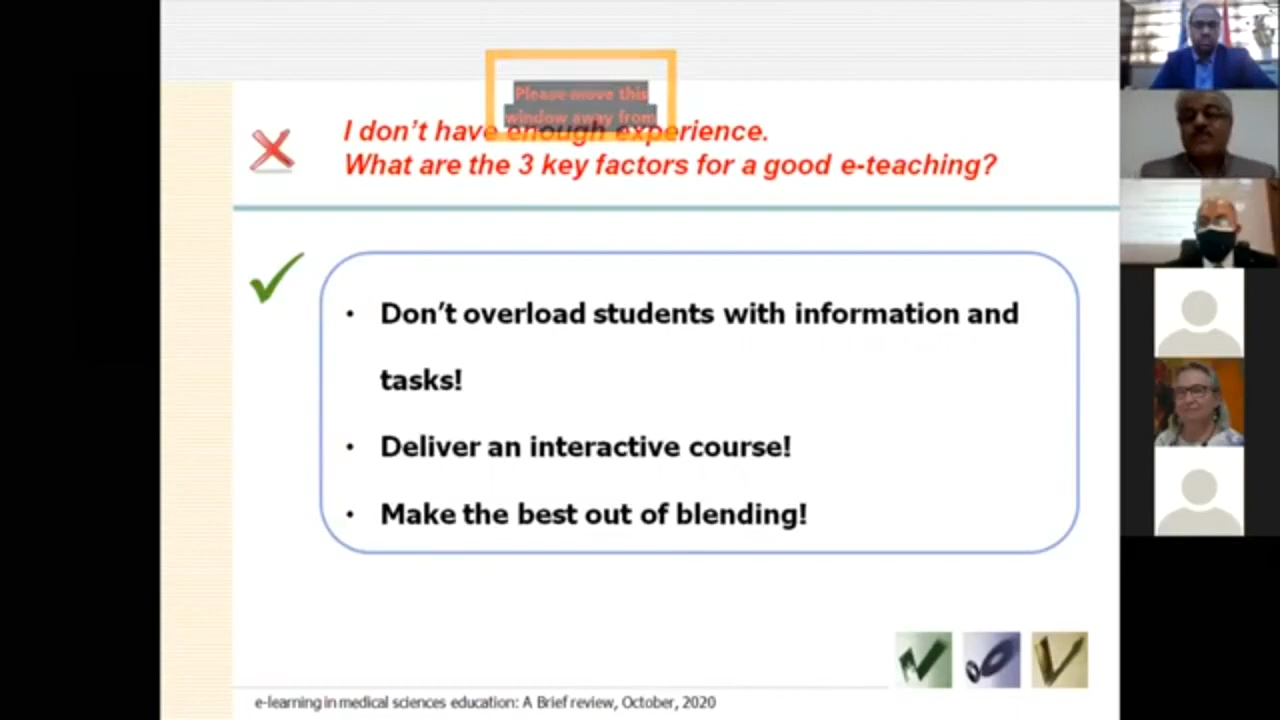 Please move this
window away from
I don't have enough experience.
What are the 3 key factors for a good e-teaching?
• Don't overload students with information and
tasks!
• Deliver an interactive course!
• Make the best out of blending!
e-learning in medical sciences education: A Brief review, October, 2020